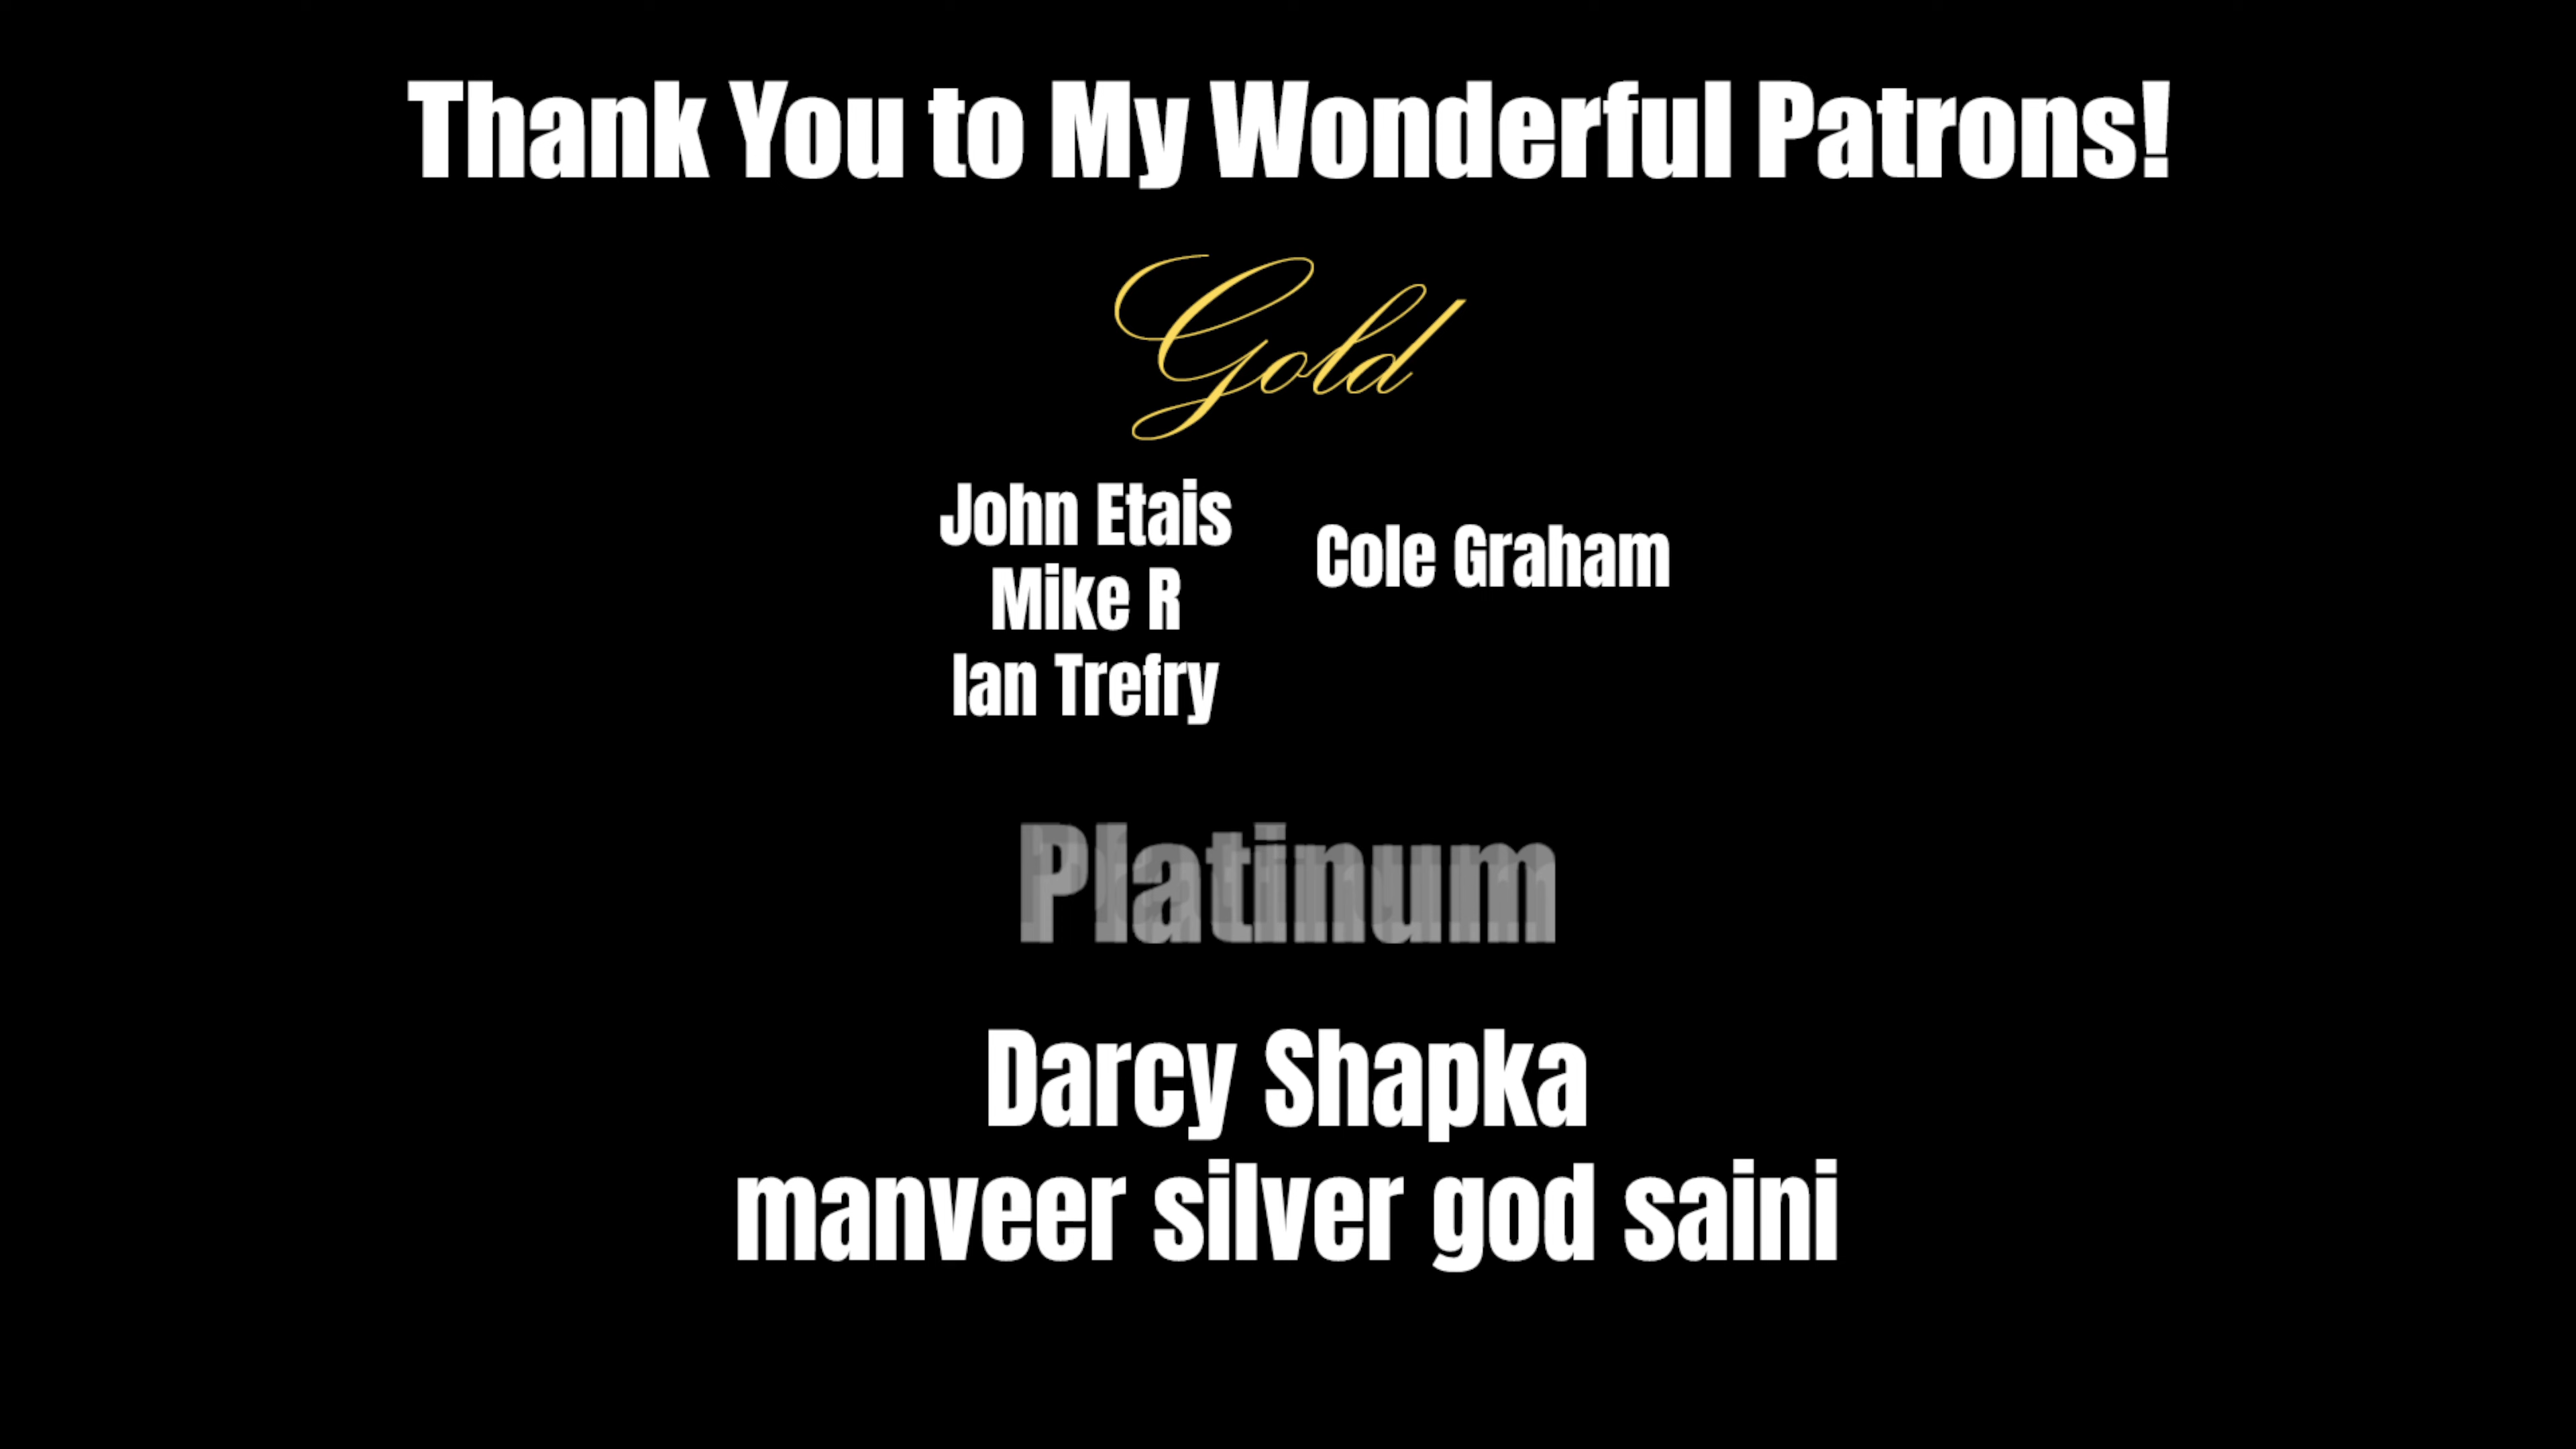 Thank You to My Wonderful Patrons!
Gold
John Etais
Mike R
Ian Trefry
Cole Graham
Platinum
Darcy Shapka
manveer silver god saini